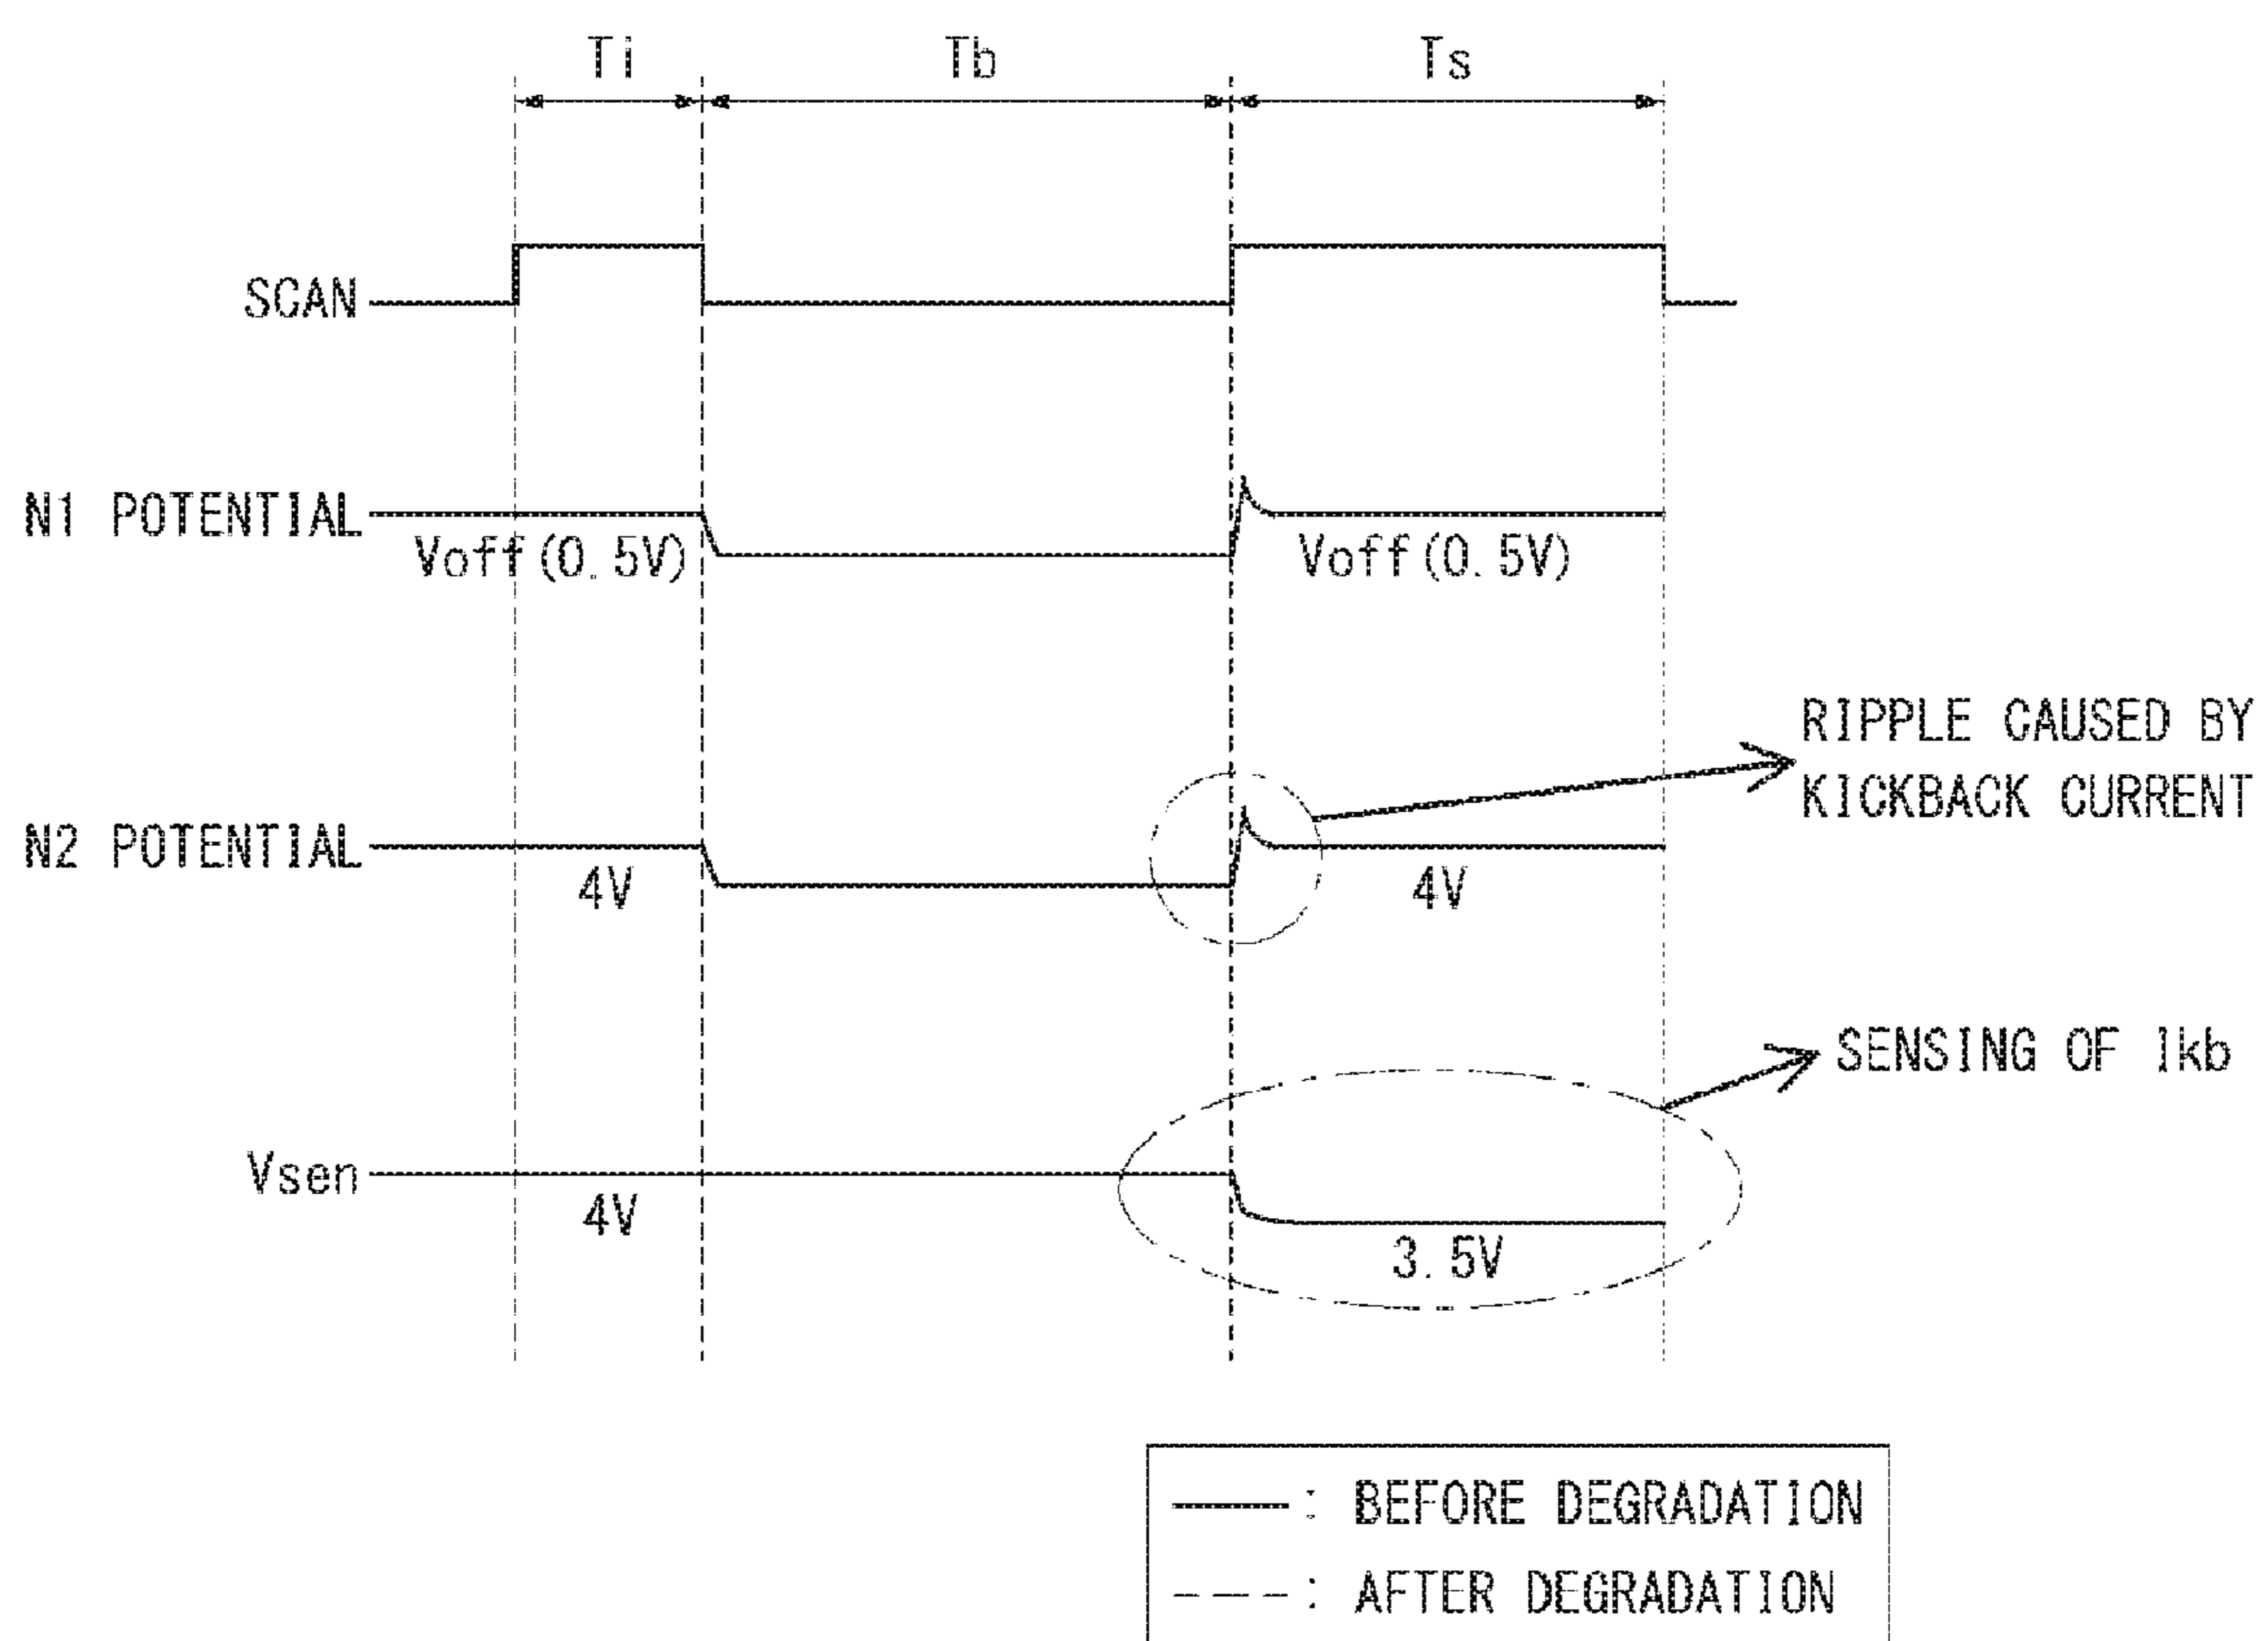 Ti Tb Ts
SCAN
N1 POTENTIAL
Voff(0.5V) Voff(0.5V)
RIPPLE CAUSED BY
KICKBACK CURRENT
N2 POTENTIAL
4V 4V
SENSING OF lkb
Vsen
4V
3.5V
: BEFORE DEGRADATION
: AFTER DEGRADATION